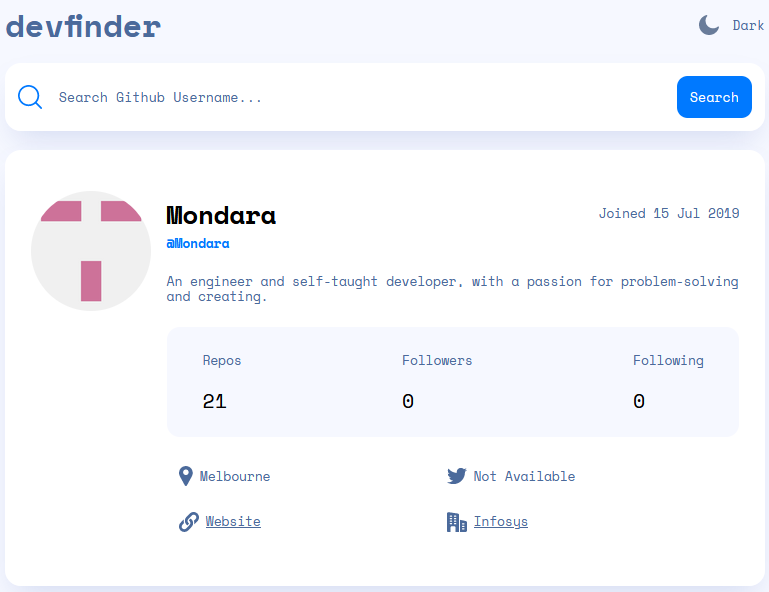 devfinder
Dark
Search Github Username...
Search
Mondara
Joined 15 Jul 2019
@Mondara
An engineer and self-taught developer, with a passion for problem-solving
and creating.
Repos
Followers
Following
21
0
0
Melbourne
Not Available
Website
Infosys